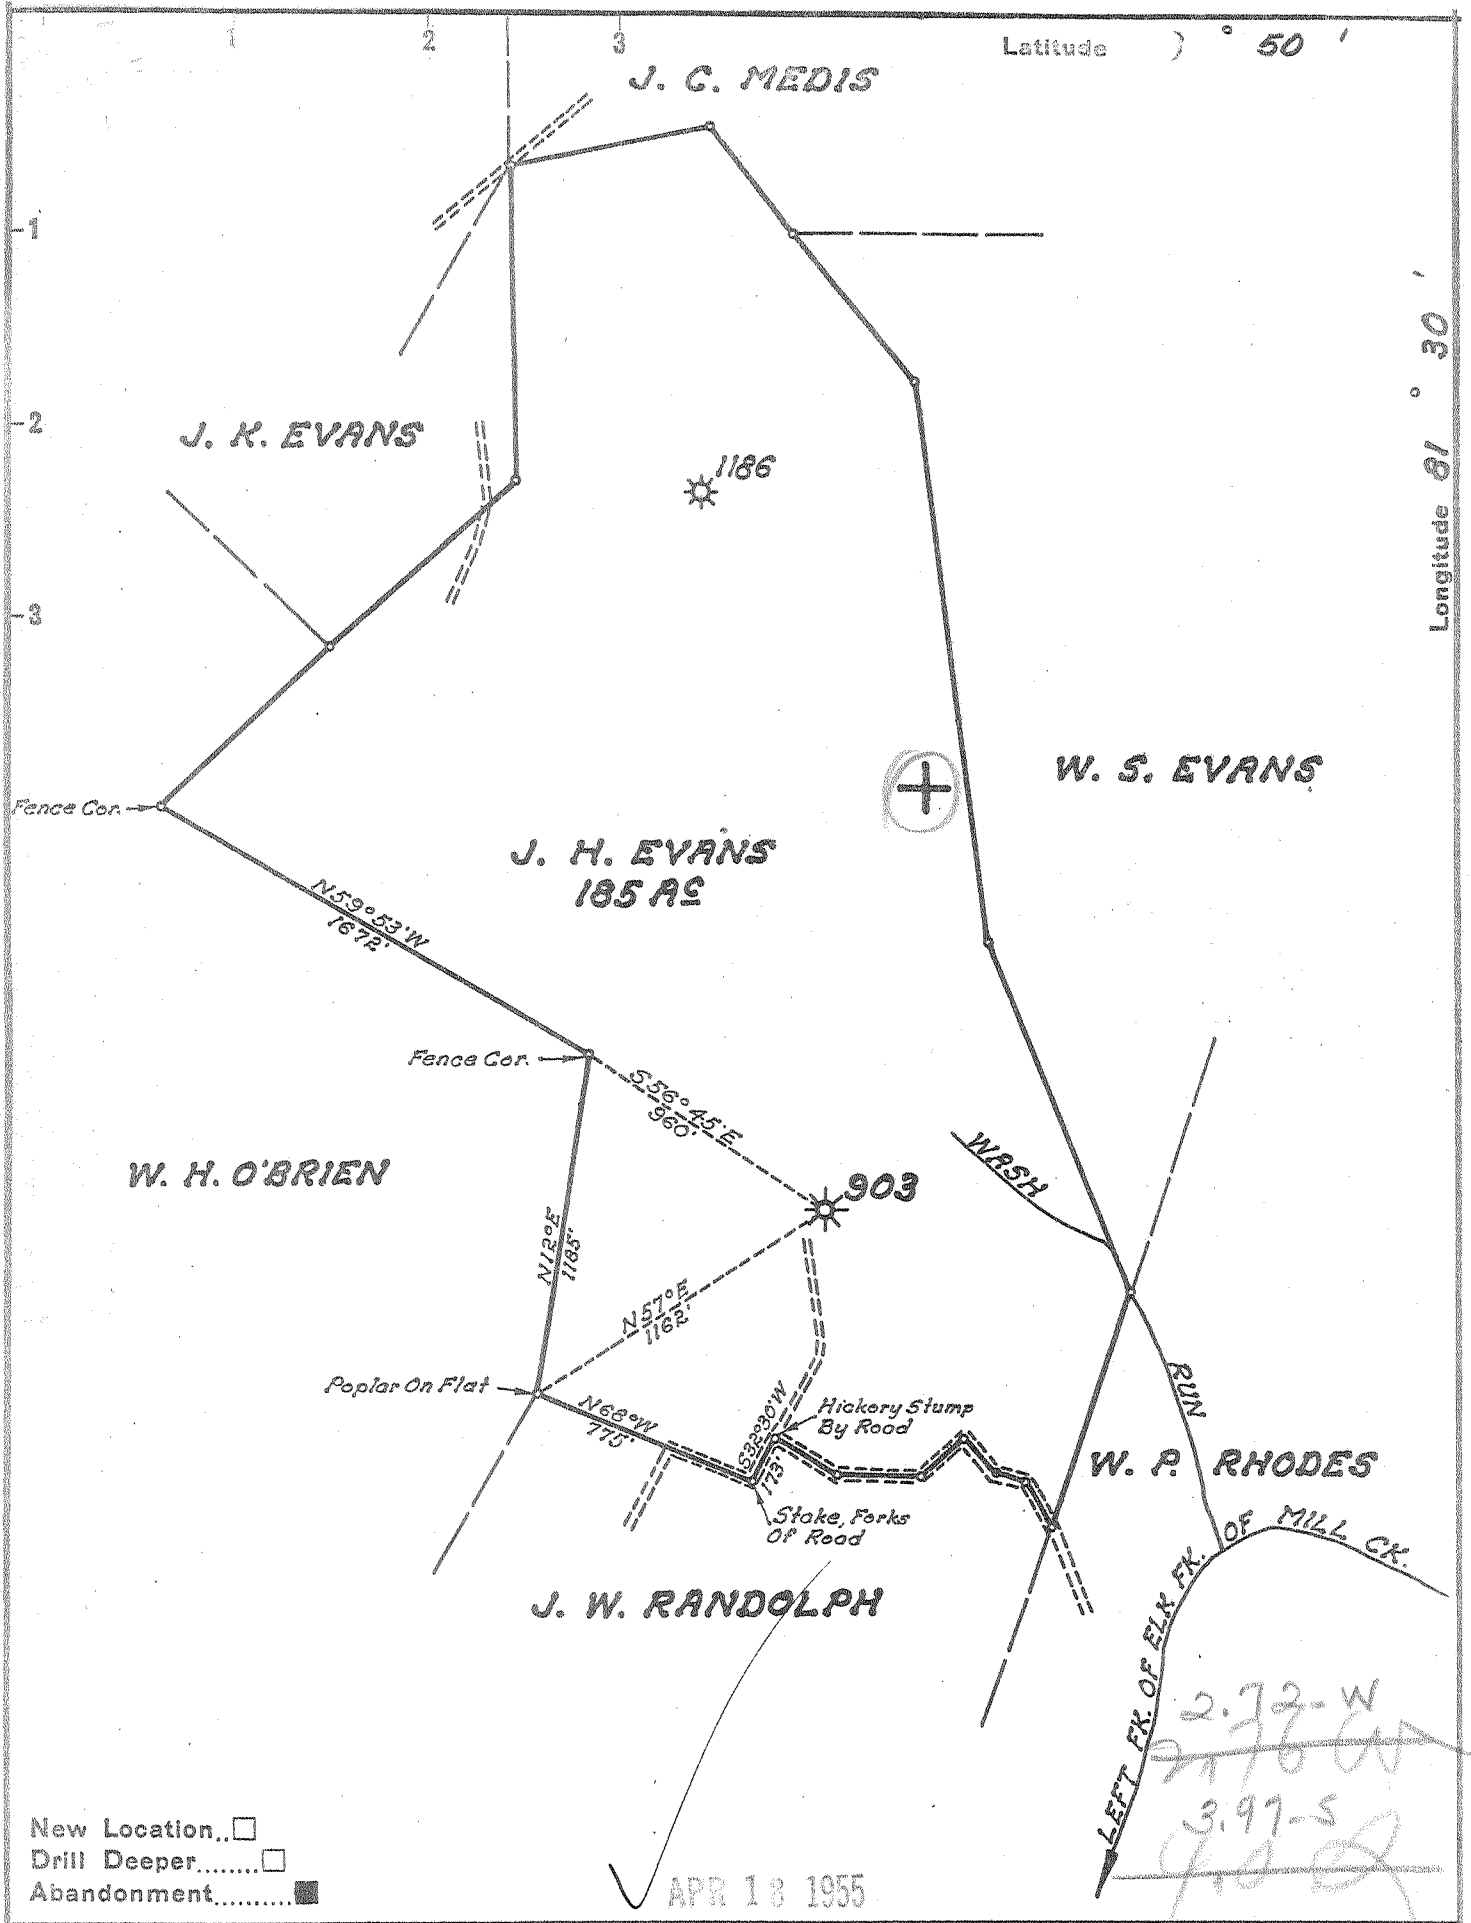 1 2 3
Latitude ° 50 '
J. C. MEDIS
1
Longitude 81 ° 30 '
2
J. K. EVANS
1186
3
W. S. EVANS
Fence Cor.
J. H. EVANS
185 Ac
N59°53'W
1672'
Fence Cor.
S56°45'E
960'
WASH
W. H. O'BRIEN
903
N12°E
1185'
N57°E
1162'
Poplar On Flat
RUN
N68°W
775'
S32°30'W
173'
Hickory Stump
By Road
W. P. RHODES
Stake, Forks
Of Road
LEFT FK. OF ELK FK. OF MILL CK.
J. W. RANDOLPH
2.72-W
3.97-S
New Location..
Drill Deeper........
Abandonment..........
APR 18 1955